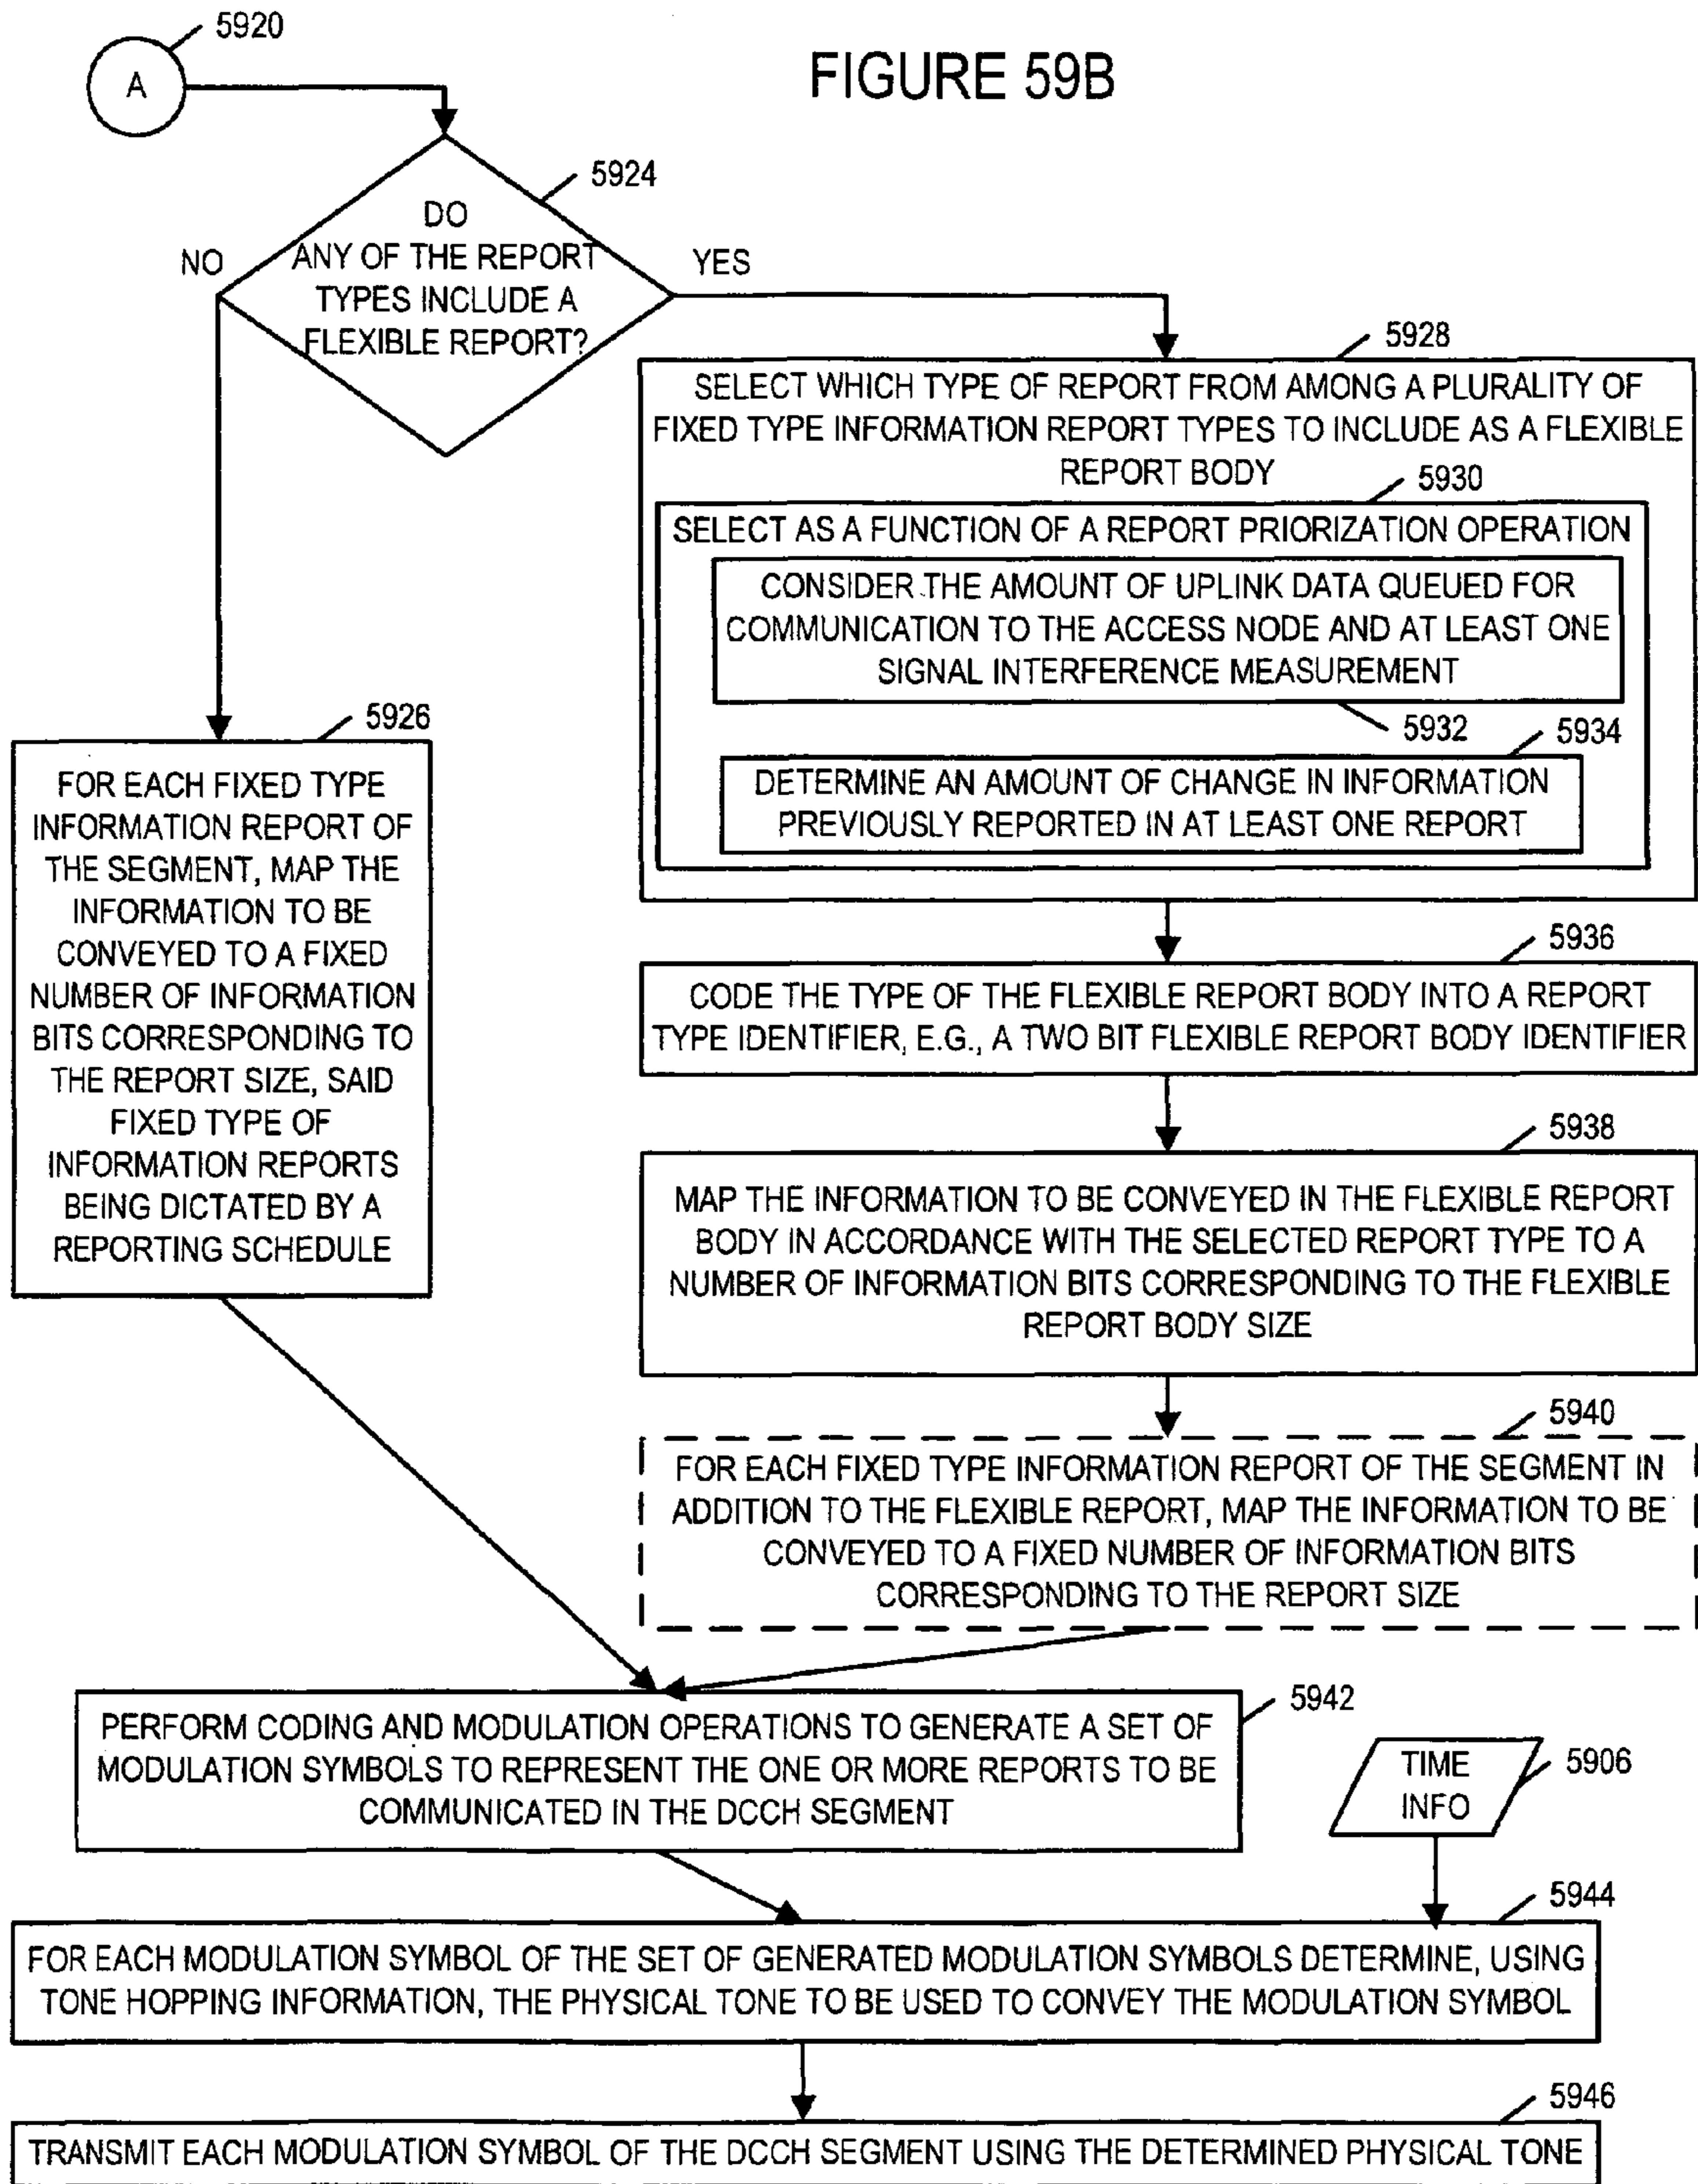 5920
A
FIGURE 59B
5924
DO
ANY OF THE REPORT
TYPES INCLUDE A
FLEXIBLE REPORT?
NO
YES
5928
SELECT WHICH TYPE OF REPORT FROM AMONG A PLURALITY OF
FIXED TYPE INFORMATION REPORT TYPES TO INCLUDE AS A FLEXIBLE
REPORT BODY
5930
SELECT AS A FUNCTION OF A REPORT PRIORIZATION OPERATION
CONSIDER THE AMOUNT OF UPLINK DATA QUEUED FOR
COMMUNICATION TO THE ACCESS NODE AND AT LEAST ONE
SIGNAL INTERFERENCE MEASUREMENT
5932
5934
DETERMINE AN AMOUNT OF CHANGE IN INFORMATION
PREVIOUSLY REPORTED IN AT LEAST ONE REPORT
5926
FOR EACH FIXED TYPE
INFORMATION REPORT OF
THE SEGMENT, MAP THE
INFORMATION TO BE
CONVEYED TO A FIXED
NUMBER OF INFORMATION
BITS CORRESPONDING TO
THE REPORT SIZE, SAID
FIXED TYPE OF
INFORMATION REPORTS
BEING DICTATED BY A
REPORTING SCHEDULE
5936
CODE THE TYPE OF THE FLEXIBLE REPORT BODY INTO A REPORT
TYPE IDENTIFIER, E.G., A TWO BIT FLEXIBLE REPORT BODY IDENTIFIER
5938
MAP THE INFORMATION TO BE CONVEYED IN THE FLEXIBLE REPORT
BODY IN ACCORDANCE WITH THE SELECTED REPORT TYPE TO A
NUMBER OF INFORMATION BITS CORRESPONDING TO THE FLEXIBLE
REPORT BODY SIZE
5940
FOR EACH FIXED TYPE INFORMATION REPORT OF THE SEGMENT IN
ADDITION TO THE FLEXIBLE REPORT, MAP THE INFORMATION TO BE
CONVEYED TO A FIXED NUMBER OF INFORMATION BITS
CORRESPONDING TO THE REPORT SIZE
5942
PERFORM CODING AND MODULATION OPERATIONS TO GENERATE A SET OF
MODULATION SYMBOLS TO REPRESENT THE ONE OR MORE REPORTS TO BE
COMMUNICATED IN THE DCCH SEGMENT
TIME
INFO
5906
5944
FOR EACH MODULATION SYMBOL OF THE SET OF GENERATED MODULATION SYMBOLS DETERMINE, USING
TONE HOPPING INFORMATION, THE PHYSICAL TONE TO BE USED TO CONVEY THE MODULATION SYMBOL
5946
TRANSMIT EACH MODULATION SYMBOL OF THE DCCH SEGMENT USING THE DETERMINED PHYSICAL TONE